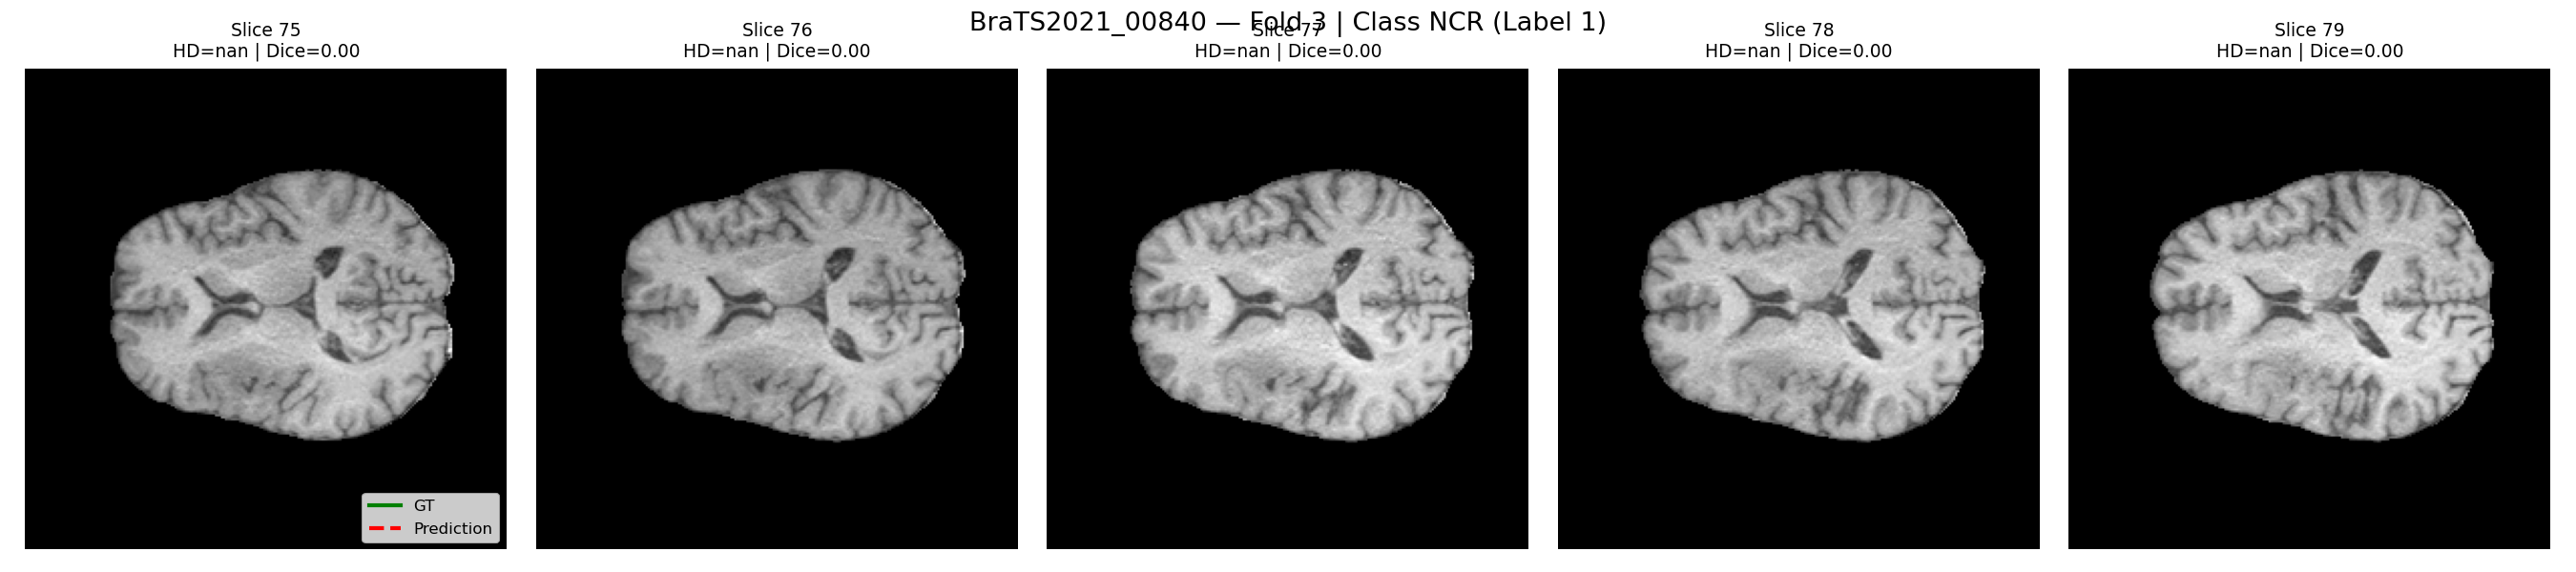 BraTS2021_00840 — Fold 3 | Class NCR (Label 1)
Slice 75
HD=nan | Dice=0.00
Slice 76
HD=nan | Dice=0.00
Slice 77
HD=nan | Dice=0.00
Slice 78
HD=nan | Dice=0.00
Slice 79
HD=nan | Dice=0.00
GT
Prediction